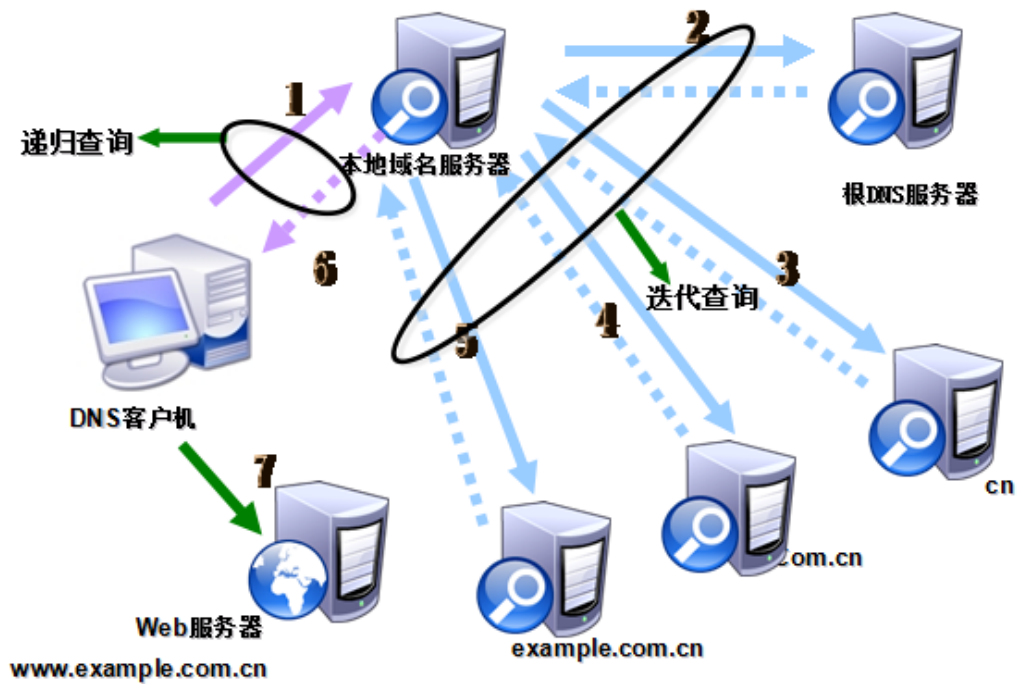 1
2
递归查询
本地域名服务器
根DNS服务器
6
3
迭代查询
4
5
DNS客户机
7
cn
Com.cn
Web服务器
example.com.cn
www.example.com.cn